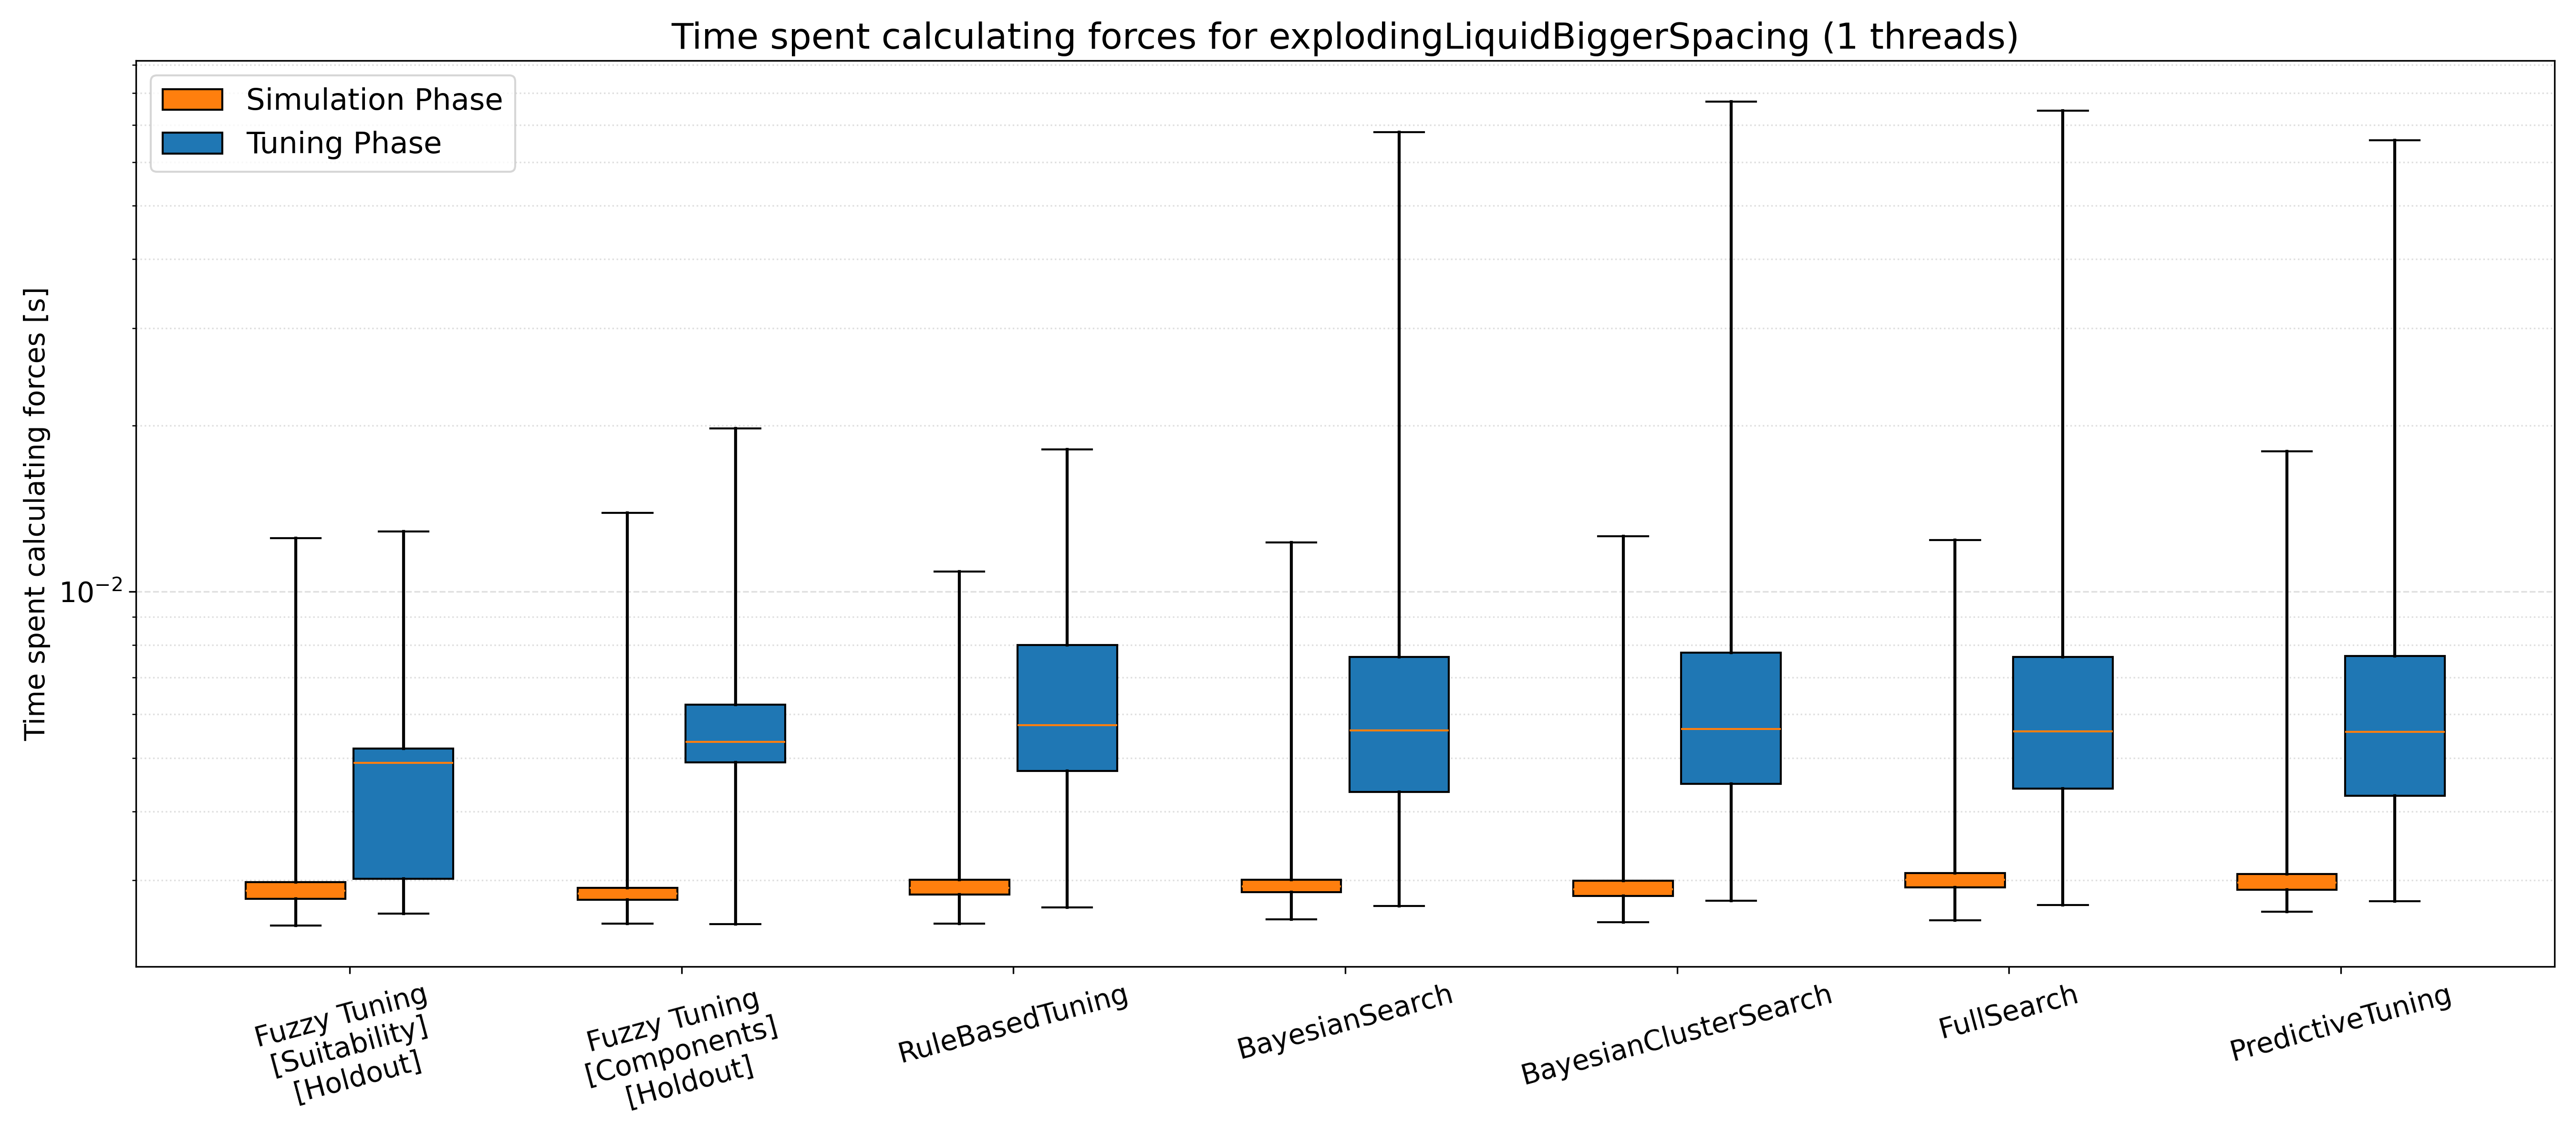 Time spent calculating forces for explodingLiquidBiggerSpacing (1 threads)
Simulation Phase
Tuning Phase
Time spent calculating forces [s]
10⁻²
Fuzzy Tuning
[Suitability]
[Holdout]
Fuzzy Tuning
[Components]
[Holdout]
RuleBasedTuning
BayesianSearch
BayesianClusterSearch
FullSearch
PredictiveTuning